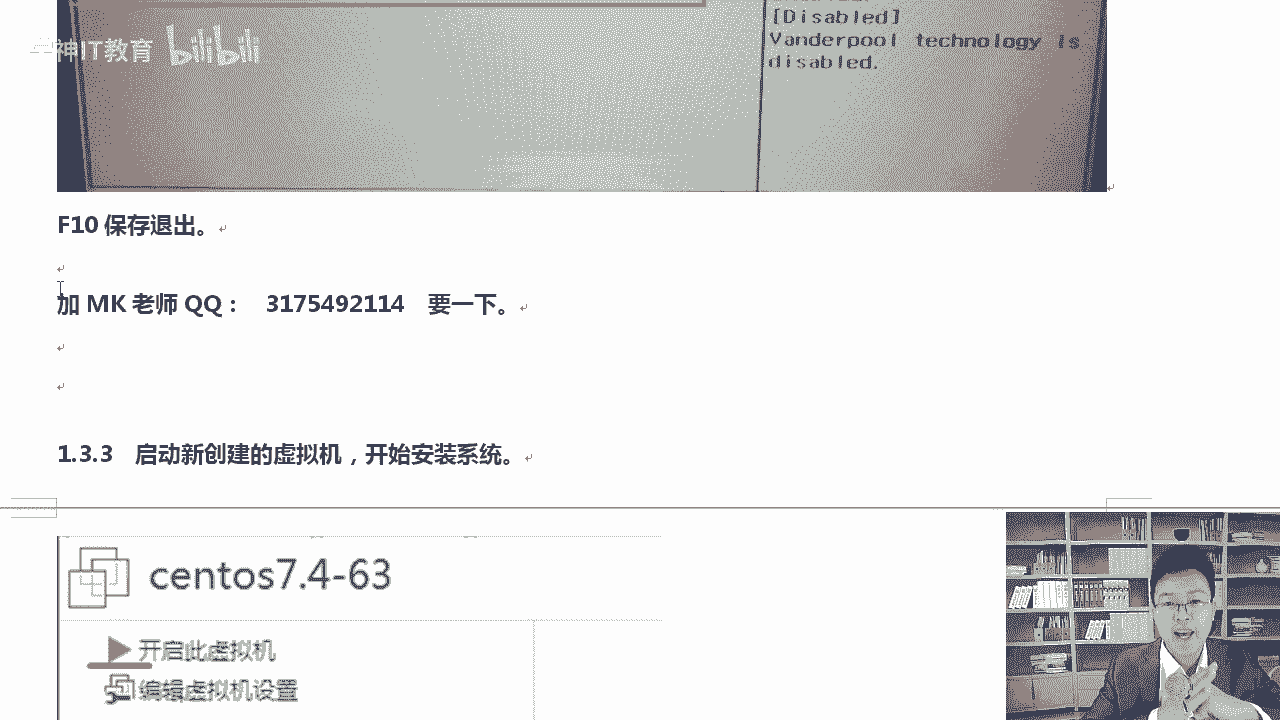 [Disabled]
Vanderpool technology is
disabled.
神IT教育 bilibili
F10 保存退出。
加 MK 老师 QQ： 3175492114 要一下。
1.3.3 启动新创建的虚拟机，开始安装系统。
centos7.4-63
开启此虚拟机
编辑虚拟机设置